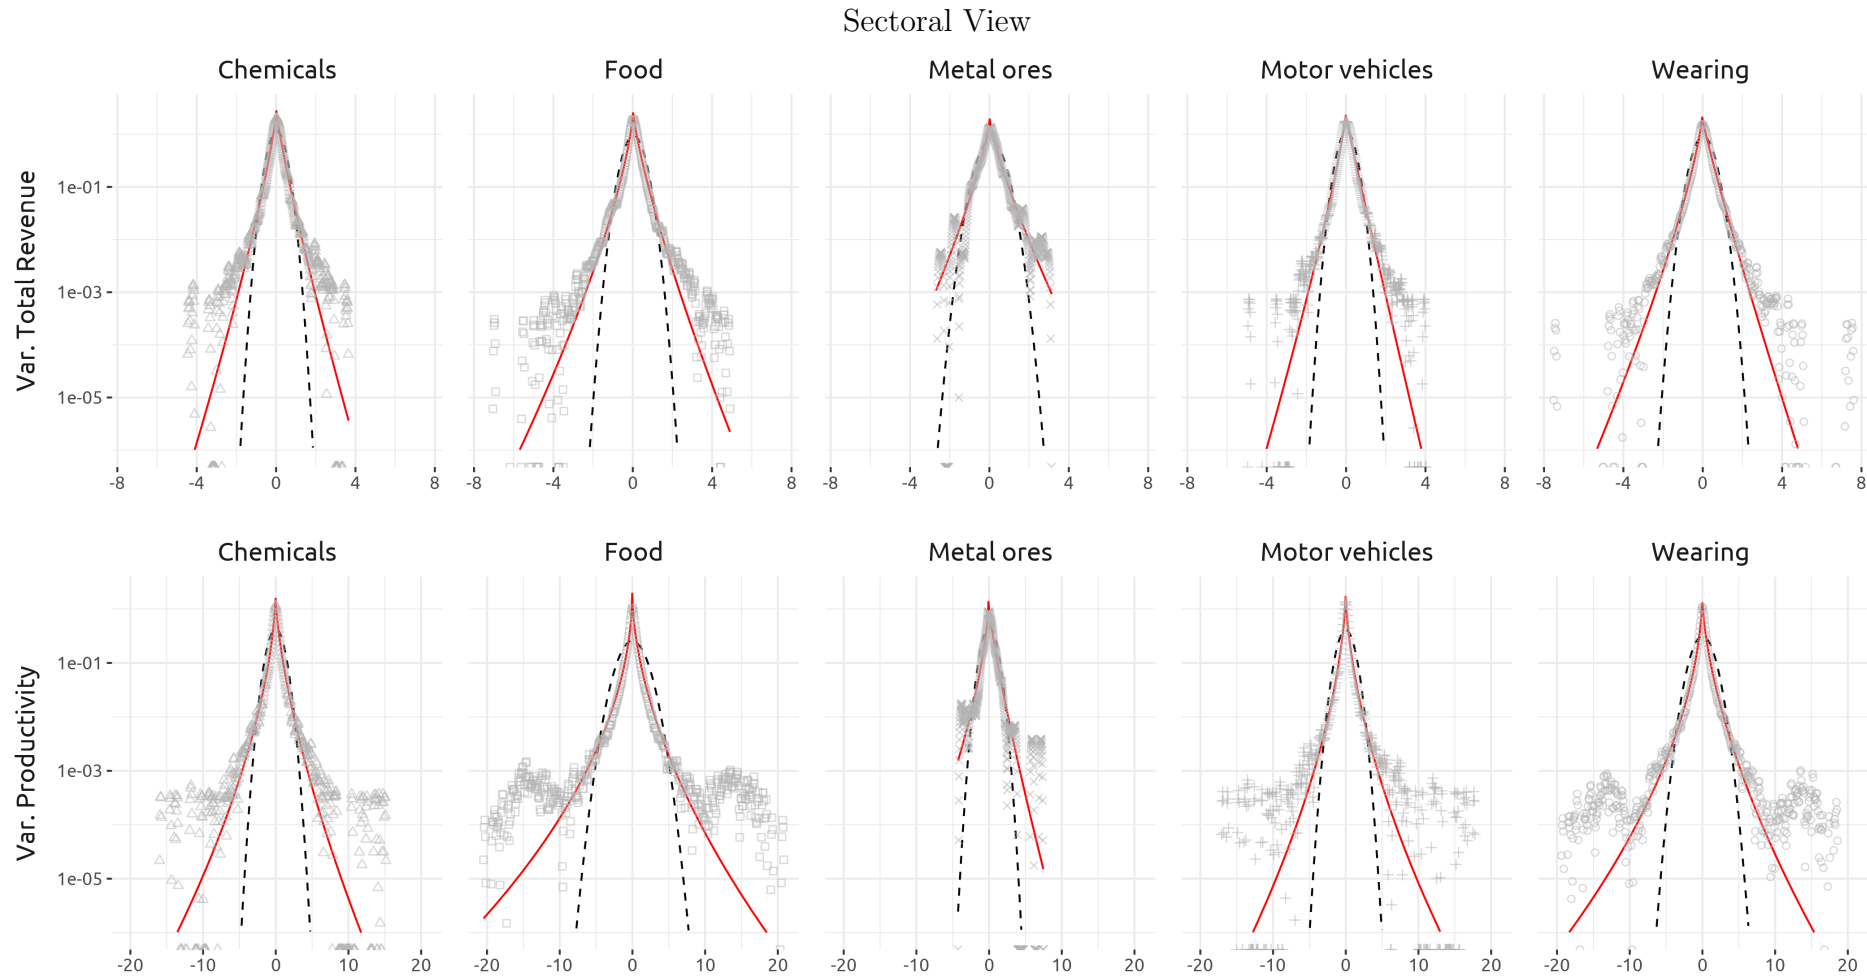 Sectoral View
Chemicals Food Metal ores Motor vehicles Wearing
Var. Total Revenue
1e-01
1e-03
1e-05
-8 -4 0 4 8 -8 -4 0 4 8 -8 -4 0 4 8 -8 -4 0 4 8 -8 -4 0 4 8
Chemicals Food Metal ores Motor vehicles Wearing
Var. Productivity
1e-01
1e-03
1e-05
-20 -10 0 10 20 -20 -10 0 10 20 -20 -10 0 10 20 -20 -10 0 10 20 -20 -10 0 10 20